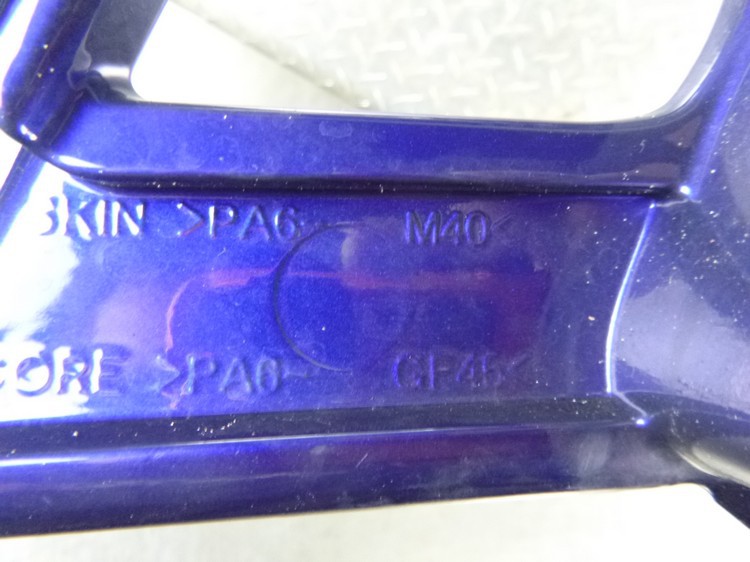 SKIN >PA6- M40<
CORE >PA6- GF45<